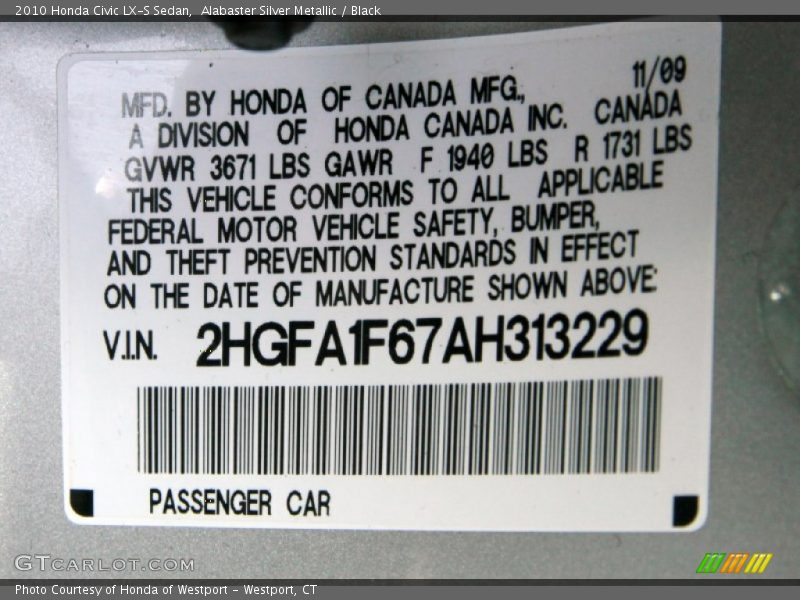 2010 Honda Civic LX-S Sedan,  Alabaster Silver Metallic / Black
11/09
MFD. BY HONDA OF CANADA MFG.,
A DIVISION OF HONDA CANADA INC. CANADA
GVWR 3671 LBS GAWR F 1940 LBS R 1731 LBS
THIS VEHICLE CONFORMS TO ALL APPLICABLE
FEDERAL MOTOR VEHICLE SAFETY, BUMPER,
AND THEFT PREVENTION STANDARDS IN EFFECT
ON THE DATE OF MANUFACTURE SHOWN ABOVE.
V.I.N. 2HGFA1F67AH313229
PASSENGER CAR
GTCARLOT.COM
Photo Courtesy of Honda of Westport - Westport, CT